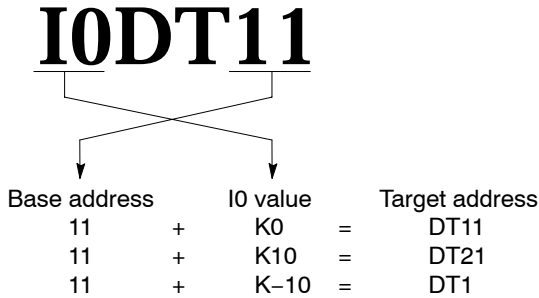 I0DT11
Base address I0 value Target address
11 + K0 = DT11
11 + K10 = DT21
11 + K−10 = DT1